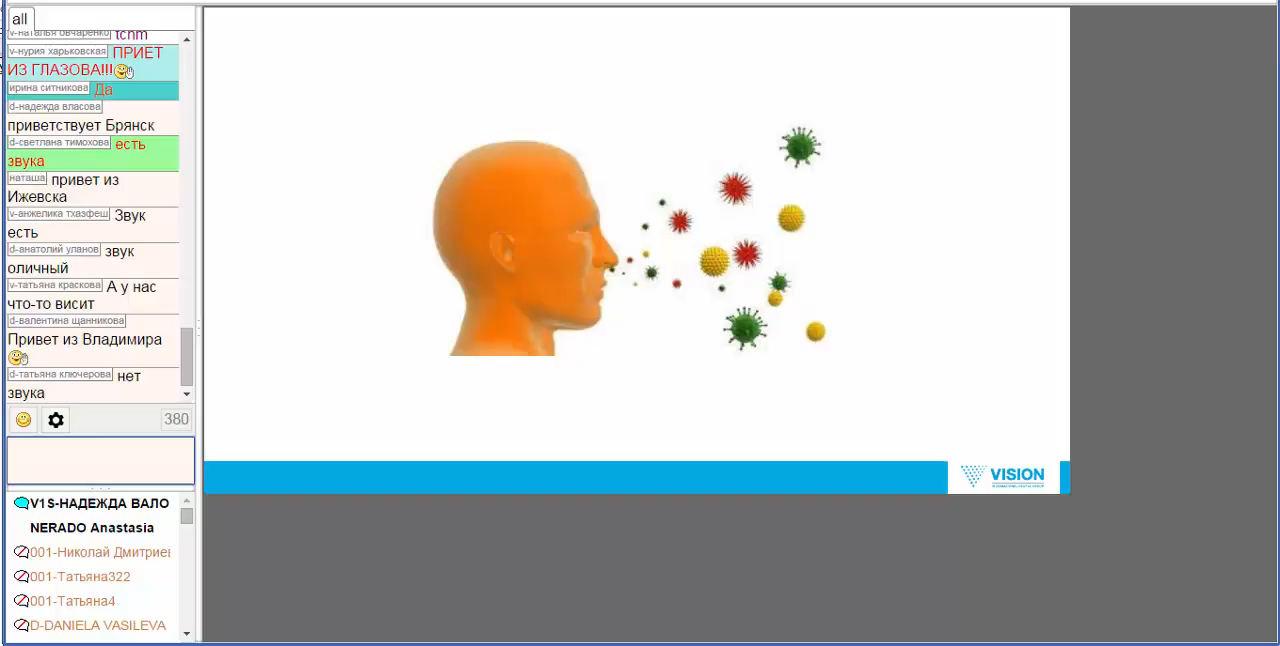 all
v-наталья овчаренко tchm
v-нурия харьковская ПРИЕТ
ИЗ ГЛАЗОВА!!!
ирина ситникова Да
d-надежда власова
приветствует Брянск
d-светлана тимохова есть
звука
наташа привет из
Ижевска
v-анжелика тхазфеш Звук
есть
d-анатолий уланов звук
оличный
v-татьяна краскова А у нас
что-то висит
d-валентина щанникова
Привет из Владимира
d-татьяна ключерова нет
звука
380
V1S-НАДЕЖДА ВАЛО
NERADO Anastasia
001-Николай Дмитриев
001-Татьяна322
001-Татьяна4
D-DANIELA VASILEVA
VISION